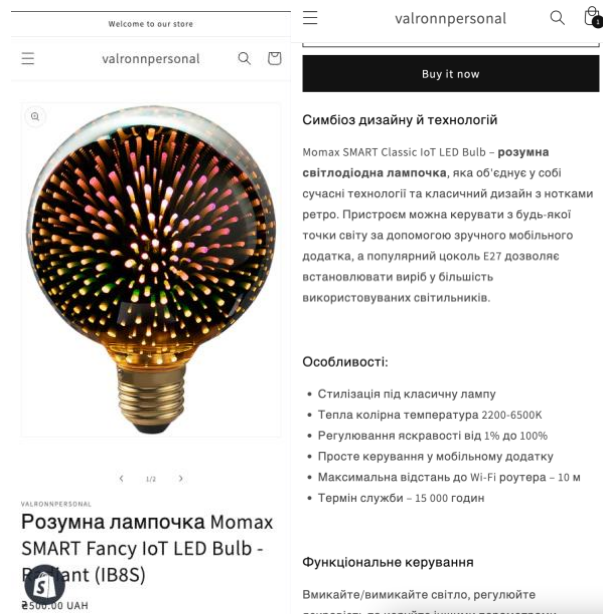 Welcome to our store
valronnpersonal
1/2
VALRONNPERSONAL
Розумна лампочка Momax
SMART Fancy IoT LED Bulb -
Radiant (IB8S)
₴500.00 UAH
valronnpersonal
1
Buy it now
Симбіоз дизайну й технологій
Momax SMART Classic IoT LED Bulb – розумна
світлодіодна лампочка, яка об'єднує у собі
сучасні технології та класичний дизайн з нотками
ретро. Пристроєм можна керувати з будь-якої
точки світу за допомогою зручного мобільного
додатка, а популярний цоколь E27 дозволяє
встановлювати виріб у більшість
використовуваних світильників.
Особливості:
• Стилізація під класичну лампу
• Тепла колірна температура 2200-6500K
• Регулювання яскравості від 1% до 100%
• Просте керування у мобільному додатку
• Максимальна відстань до Wi-Fi роутера – 10 м
• Термін служби – 15 000 годин
Функціональне керування
Вмикайте/вимикайте світло, регулюйте